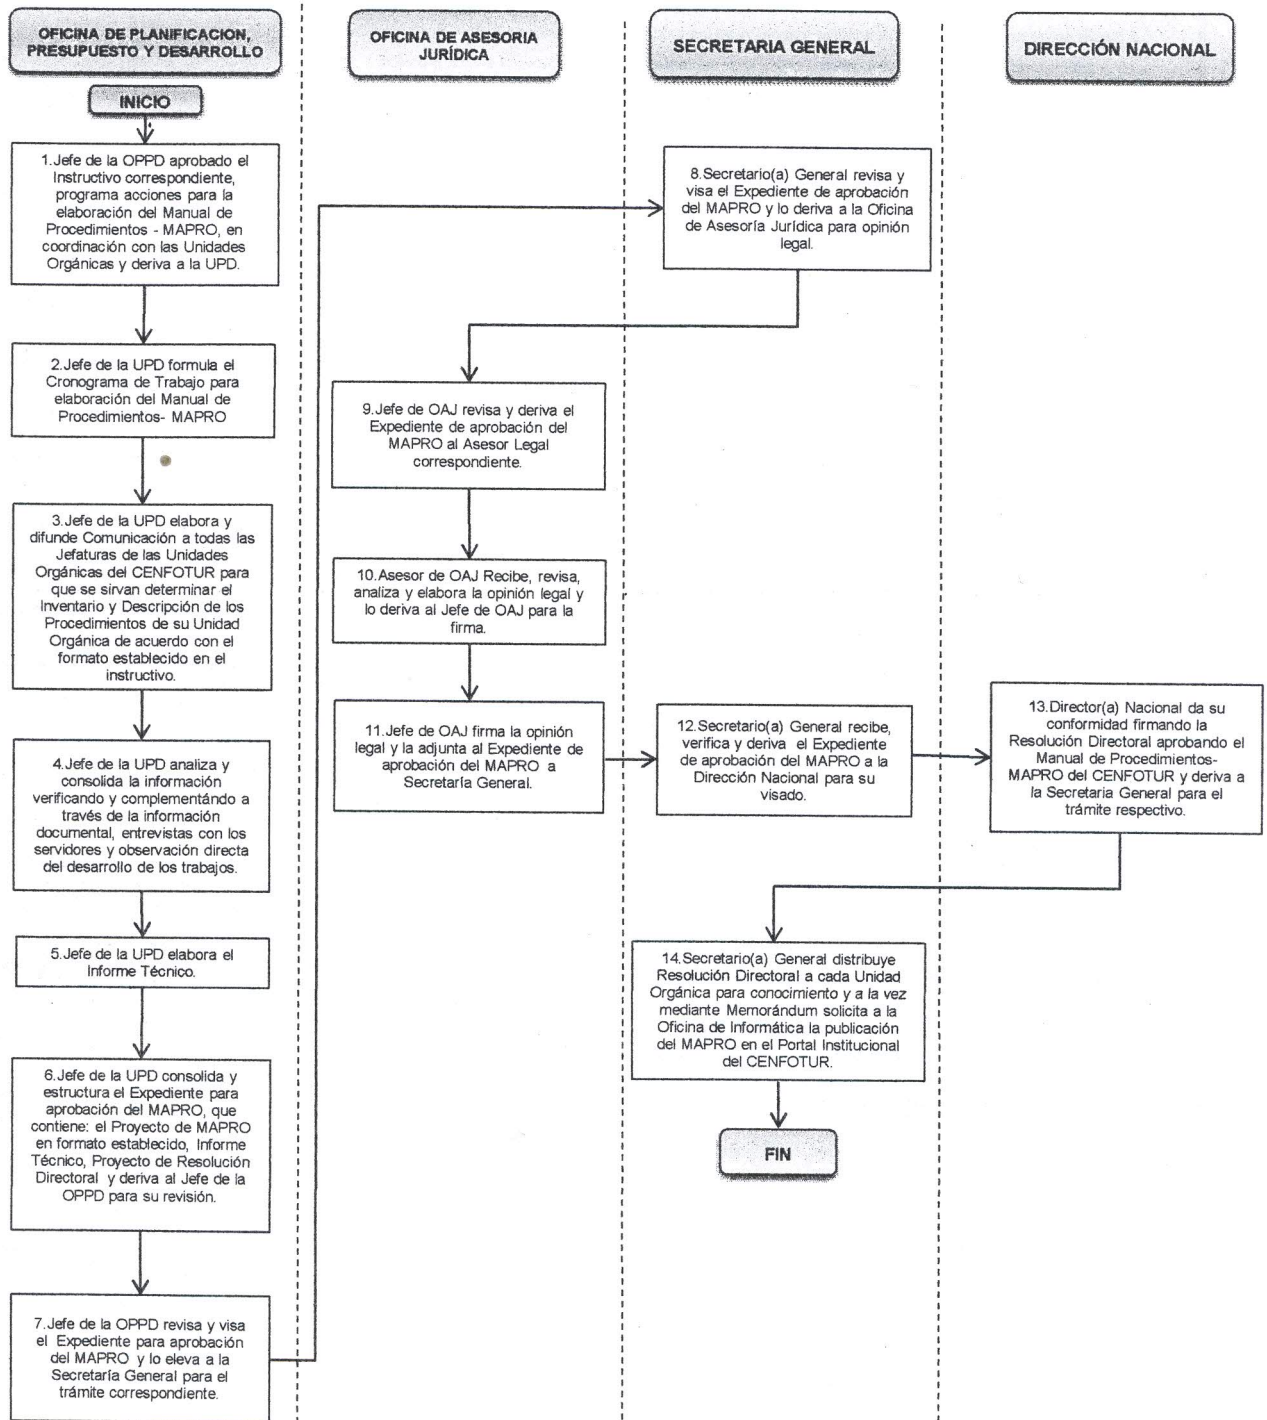 OFICINA DE PLANIFICACION,
PRESUPUESTO Y DESARROLLO
OFICINA DE ASESORIA
JURÍDICA
SECRETARIA GENERAL
DIRECCIÓN NACIONAL
INICIO
1.Jefe de la OPPD aprobado el
Instructivo correspondiente,
programa acciones para la
elaboración del Manual de
Procedimientos - MAPRO, en
coordinación con las Unidades
Orgánicas y deriva a la UPD.
2.Jefe de la UPD formula el
Cronograma de Trabajo para
elaboración del Manual de
Procedimientos- MAPRO
3.Jefe de la UPD elabora y
difunde Comunicación a todas las
Jefaturas de las Unidades
Orgánicas del CENFOTUR para
que se sirvan determinar el
Inventario y Descripción de los
Procedimientos de su Unidad
Orgánica de acuerdo con el
formato establecido en el
instructivo.
4.Jefe de la UPD analiza y
consolida la información
verificando y complementándo a
través de la información
documental, entrevistas con los
servidores y observación directa
del desarrollo de los trabajos.
5.Jefe de la UPD elabora el
Informe Técnico.
6.Jefe de la UPD consolida y
estructura el Expediente para
aprobación del MAPRO, que
contiene: el Proyecto de MAPRO
en formato establecido, Informe
Técnico, Proyecto de Resolución
Directoral y deriva al Jefe de la
OPPD para su revisión.
7.Jefe de la OPPD revisa y visa
el Expediente para aprobación
del MAPRO y lo eleva a la
Secretaría General para el
trámite correspondiente.
8.Secretario(a) General revisa y
visa el Expediente de aprobación
del MAPRO y lo deriva a la Oficina
de Asesoría Jurídica para opinión
legal.
9.Jefe de OAJ revisa y deriva el
Expediente de aprobación del
MAPRO al Asesor Legal
correspondiente.
10.Asesor de OAJ Recibe, revisa,
analiza y elabora la opinión legal y
lo deriva al Jefe de OAJ para la
firma.
11.Jefe de OAJ firma la opinión
legal y la adjunta al Expediente de
aprobación del MAPRO a
Secretaría General.
12.Secretario(a) General recibe,
verifica y deriva el Expediente
de aprobación del MAPRO a
la Dirección Nacional para su
visado.
13.Director(a) Nacional da su
conformidad firmando la
Resolución Directoral aprobando el
Manual de Procedimientos-
MAPRO del CENFOTUR y deriva a
la Secretaria General para el
trámite respectivo.
14.Secretario(a) General distribuye
Resolución Directoral a cada Unidad
Orgánica para conocimiento y a la vez
mediante Memorándum solicita a la
Oficina de Informática la publicación
del MAPRO en el Portal Institucional
del CENFOTUR.
FIN